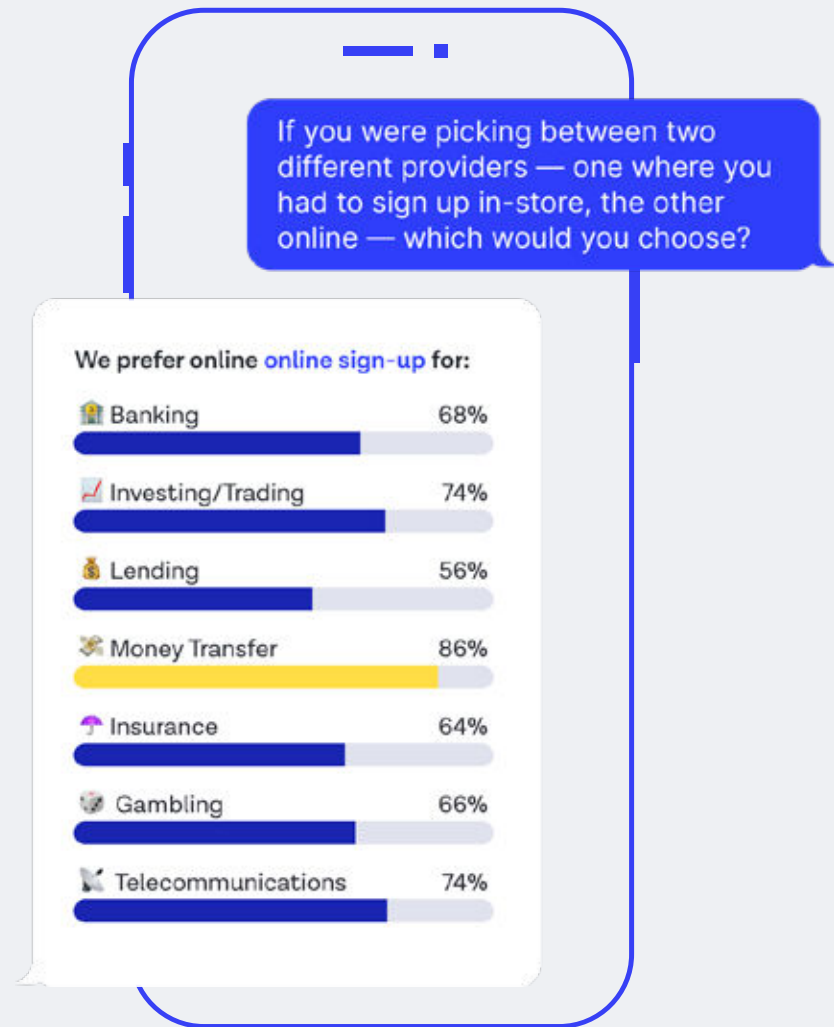 If you were picking between two
different providers — one where you
had to sign up in-store, the other
online — which would you choose?
We prefer online online sign-up for:
Banking 68%
Investing/Trading 74%
Lending 56%
Money Transfer 86%
Insurance 64%
Gambling 66%
Telecommunications 74%